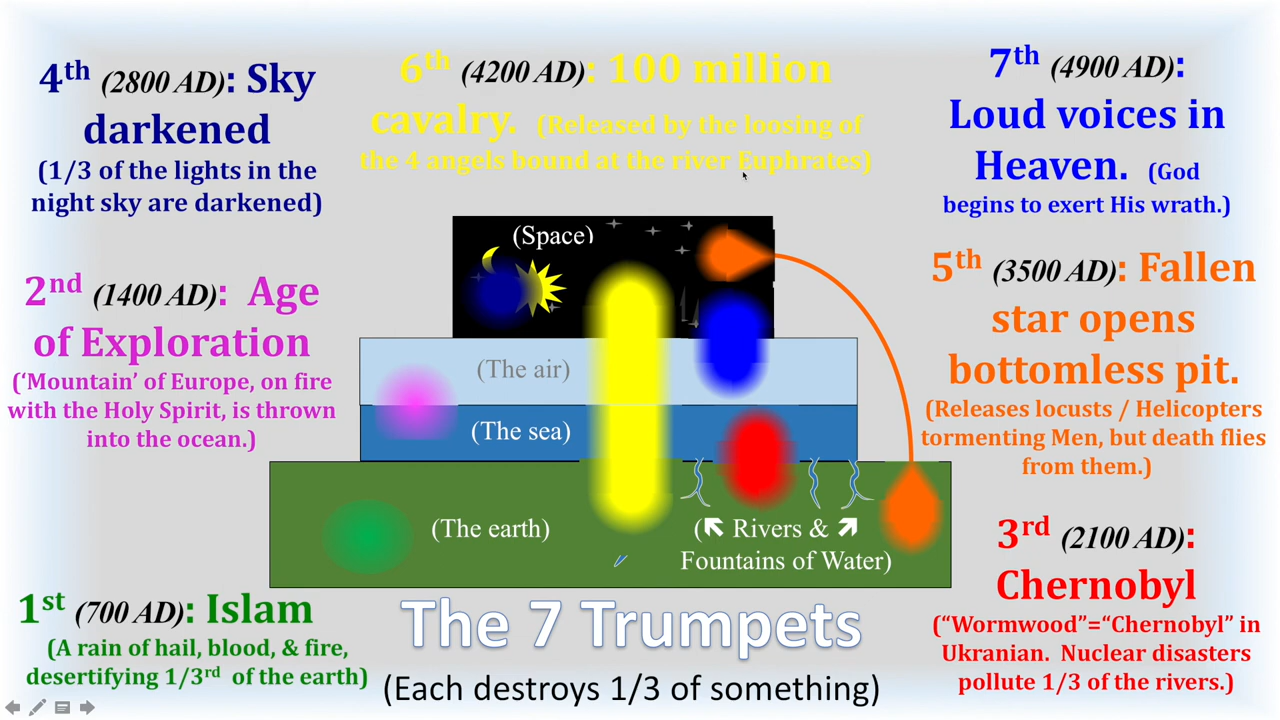 4th (2800 AD): Sky
darkened
(1/3 of the lights in the
night sky are darkened)
6th (4200 AD): 100 million
cavalry. (Released by the loosing of
the 4 angels bound at the river Euphrates)
7th (4900 AD):
Loud voices in
Heaven. (God
begins to exert His wrath.)
2nd (1400 AD): Age
of Exploration
('Mountain' of Europe, on fire
with the Holy Spirit, is thrown
into the ocean.)
(Space)
(The air)
(The sea)
(The earth)
(↖ Rivers & ↗
Fountains of Water)
5th (3500 AD): Fallen
star opens
bottomless pit.
(Releases locusts / Helicopters
tormenting Men, but death flies
from them.)
1st (700 AD): Islam
(A rain of hail, blood, & fire,
desertifying 1/3rd of the earth)
3rd (2100 AD):
Chernobyl
("Wormwood"="Chernobyl" in
Ukranian. Nuclear disasters
pollute 1/3 of the rivers.)
The 7 Trumpets
(Each destroys 1/3 of something)